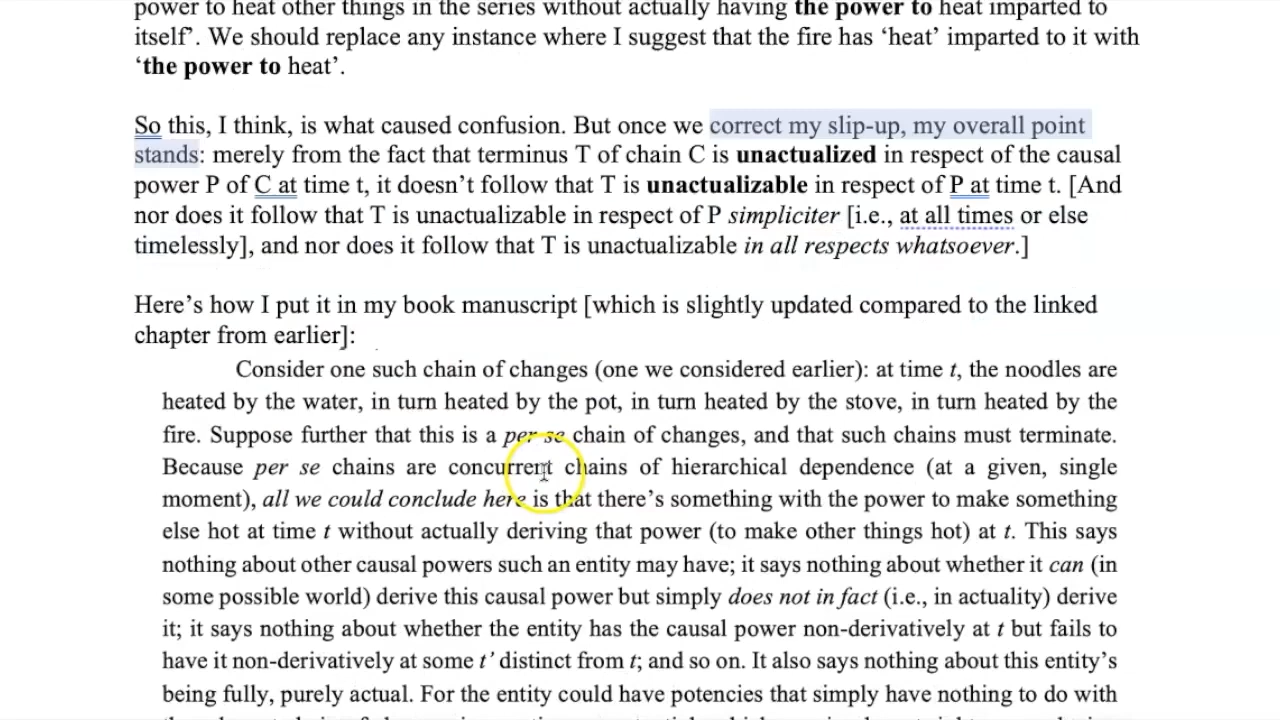 power to heat other things in the series without actually having the power to heat imparted to
itself'. We should replace any instance where I suggest that the fire has 'heat' imparted to it with
'the power to heat'.
So this, I think, is what caused confusion. But once we correct my slip-up, my overall point
stands: merely from the fact that terminus T of chain C is unactualized in respect of the causal
power P of C at time t, it doesn't follow that T is unactualizable in respect of P at time t. [And
nor does it follow that T is unactualizable in respect of P simpliciter [i.e., at all times or else
timelessly], and nor does it follow that T is unactualizable in all respects whatsoever.]
Here's how I put it in my book manuscript [which is slightly updated compared to the linked
chapter from earlier]:
Consider one such chain of changes (one we considered earlier): at time t, the noodles are
heated by the water, in turn heated by the pot, in turn heated by the stove, in turn heated by the
fire. Suppose further that this is a per se chain of changes, and that such chains must terminate.
Because per se chains are concurrent chains of hierarchical dependence (at a given, single
moment), all we could conclude here is that there's something with the power to make something
else hot at time t without actually deriving that power (to make other things hot) at t. This says
nothing about other causal powers such an entity may have; it says nothing about whether it can (in
some possible world) derive this causal power but simply does not in fact (i.e., in actuality) derive
it; it says nothing about whether the entity has the causal power non-derivatively at t but fails to
have it non-derivatively at some t' distinct from t; and so on. It also says nothing about this entity's
being fully, purely actual. For the entity could have potencies that simply have nothing to do with